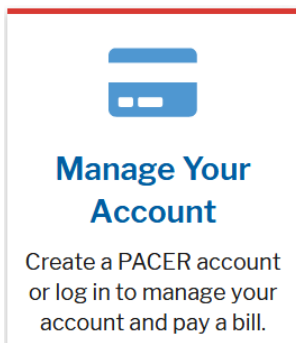 Manage Your
Account
Create a PACER account
or log in to manage your
account and pay a bill.